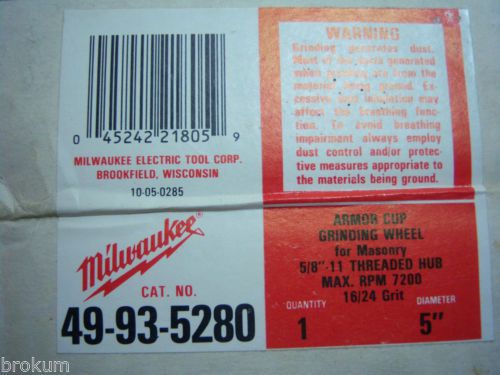 0 45242 21805 9
MILWAUKEE ELECTRIC TOOL CORP.
BROOKFIELD, WISCONSIN
10-05-0285
Milwaukee
CAT. NO.
49-93-5280
WARNING
Grinding generates dust.
Most of the dust generated
when grinding are from the
material being ground. Ex-
cessive dust inhalation may
affect the breathing func-
tion. To avoid breathing
impairment always employ
dust control and/or protec-
tive measures appropriate to
the materials being ground.
ARMOR CUP
GRINDING WHEEL
for Masonry
5/8"-11 THREADED HUB
MAX. RPM 7200
16/24 Grit
QUANTITY
1
DIAMETER
5"
brokum